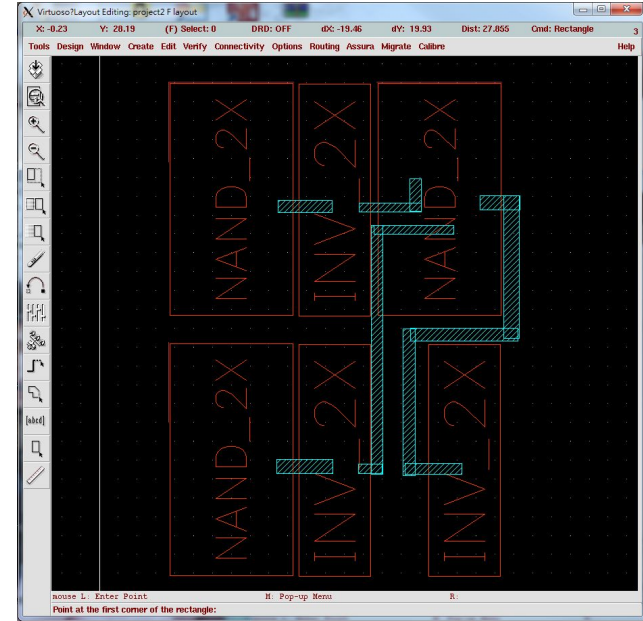 Virtuoso?Layout Editing: project2 F layout
X: -0.23 Y: 28.19 (F) Select: 0 DRD: OFF dX: -19.46 dY: 19.93 Dist: 27.855 Cmd: Rectangle 3
Tools Design Window Create Edit Verify Connectivity Options Routing Assura Migrate Calibre Help
NAND_2X INV_2X NAND_2X
NAND_2X INV_2X INV_2X
[abcd]
mouse L: Enter Point M: Pop-up Menu R:
Point at the first corner of the rectangle: